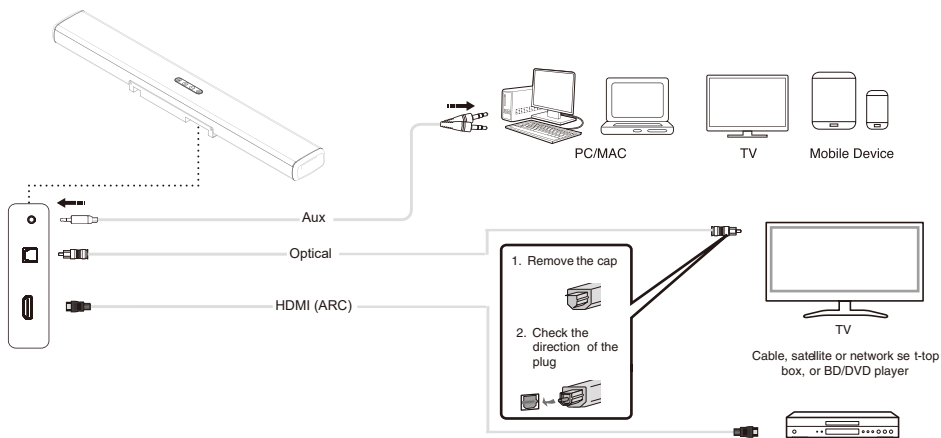 PC/MAC
TV
Mobile Device
Aux
Optical
HDMI (ARC)
1. Remove the cap
2. Check the
direction of the
plug
TV
Cable, satellite or network se t-top
box, or BD/DVD player